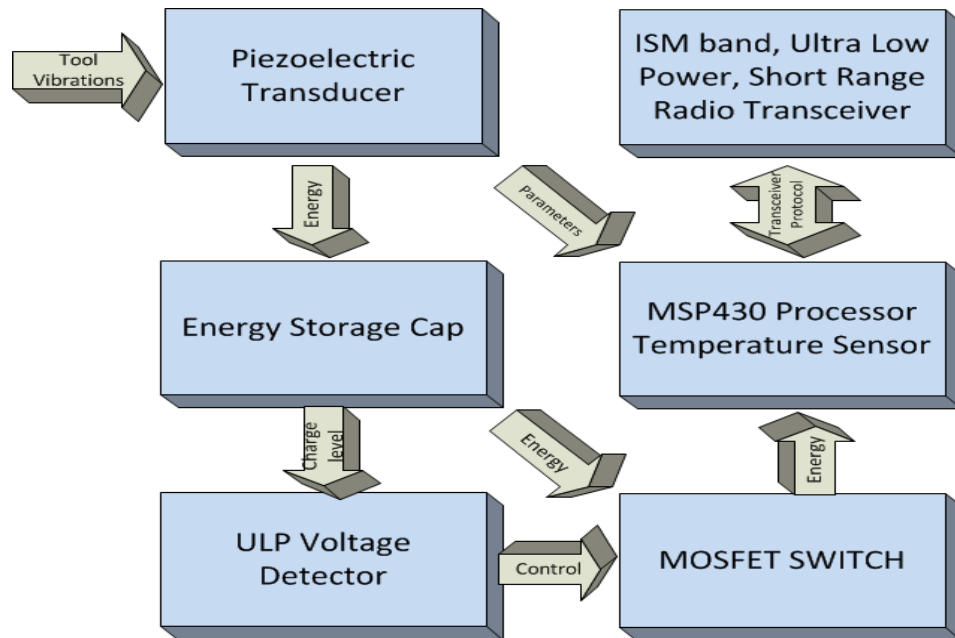 Tool
Vibrations
Piezoelectric
Transducer
ISM band, Ultra Low
Power, Short Range
Radio Transceiver
Energy
Parameters
Transceiver
Protocol
Energy Storage Cap
MSP430 Processor
Temperature Sensor
Charge
level
Energy
Energy
ULP Voltage
Detector
Control
MOSFET SWITCH